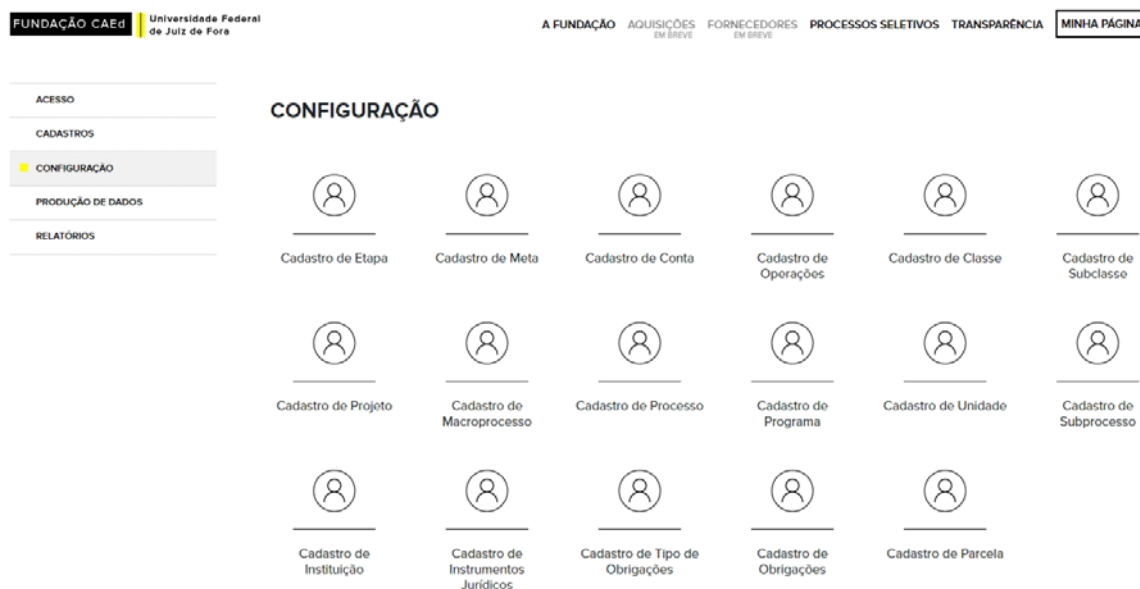 FUNDAÇÃO CAEd
Universidade Federal
de Juiz de Fora
A FUNDAÇÃO AQUISIÇÕES FORNECEDORES PROCESSOS SELETIVOS TRANSPARÊNCIA MINHA PÁGINA
EM BREVE EM BREVE
ACESSO
CADASTROS
CONFIGURAÇÃO
PRODUÇÃO DE DADOS
RELATÓRIOS
CONFIGURAÇÃO
Cadastro de Etapa
Cadastro de Meta
Cadastro de Conta
Cadastro de
Operações
Cadastro de Classe
Cadastro de
Subclasse
Cadastro de Projeto
Cadastro de
Macroprocesso
Cadastro de Processo
Cadastro de
Programa
Cadastro de Unidade
Cadastro de
Subprocesso
Cadastro de
Instituição
Cadastro de
Instrumentos
Jurídicos
Cadastro de Tipo de
Obrigações
Cadastro de
Obrigações
Cadastro de Parcela